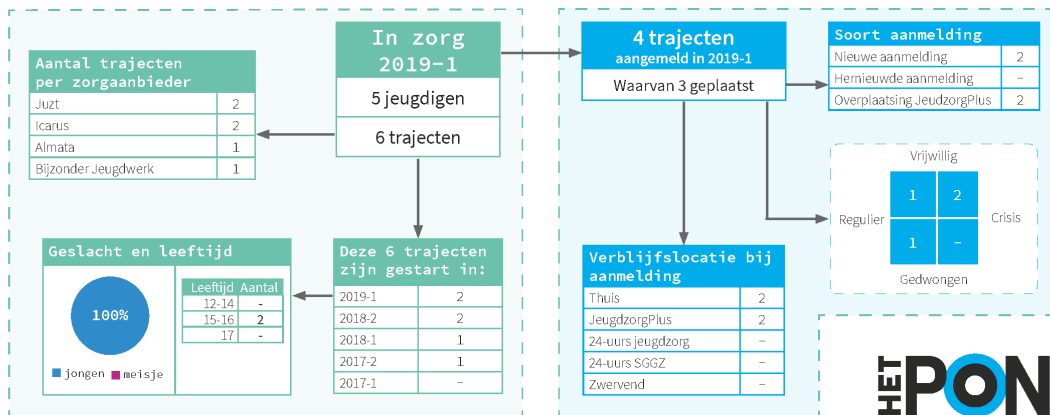 In zorg
2019-1
5 jeugdigen
6 trajecten
Aantal trajecten
per zorgaanbieder
Juzt 2
Icarus 2
Almata 1
Bijzonder Jeugdwerk 1
Geslacht en leeftijd
100%
jongen meisje
Leeftijd Aantal
12-14 -
15-16 2
17 -
Deze 6 trajecten
zijn gestart in:
2019-1 2
2018-2 2
2018-1 1
2017-2 1
2017-1 -
4 trajecten
aangemeld in 2019-1
Waarvan 3 geplaatst
Soort aanmelding
Nieuwe aanmelding 2
Hernieuwde aanmelding -
Overplaatsing JeudzorgPlus 2
Vrijwillig
1 2
Regulier Crisis
1 -
Gedwongen
Verblijfslocatie bij
aanmelding
Thuis 2
JeugdzorgPlus 2
24-uurs jeugdzorg -
24-uurs SGGZ -
Zwervend -
HET PON